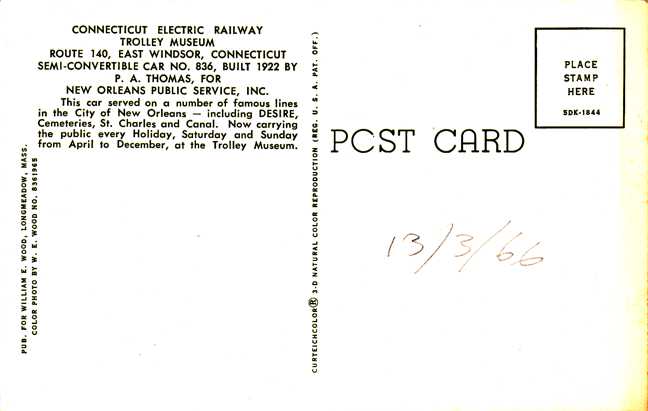 CONNECTICUT ELECTRIC RAILWAY
TROLLEY MUSEUM
ROUTE 140, EAST WINDSOR, CONNECTICUT
SEMI-CONVERTIBLE CAR NO. 836, BUILT 1922 BY
P. A. THOMAS, FOR
NEW ORLEANS PUBLIC SERVICE, INC.
This car served on a number of famous lines
in the City of New Orleans — including DESIRE,
Cemeteries, St. Charles and Canal. Now carrying
the public every Holiday, Saturday and Sunday
from April to December, at the Trolley Museum.
PUB. FOR WILLIAM E. WOOD, LONGMEADOW, MASS.
COLOR PHOTO BY W. E. WOOD NO. 8361965
CURTEICHCOLOR® 3-D NATURAL COLOR REPRODUCTION (REG. U. S. A. PAT. OFF.)
POST CARD
PLACE
STAMP
HERE
5DK-1844
13/3/66